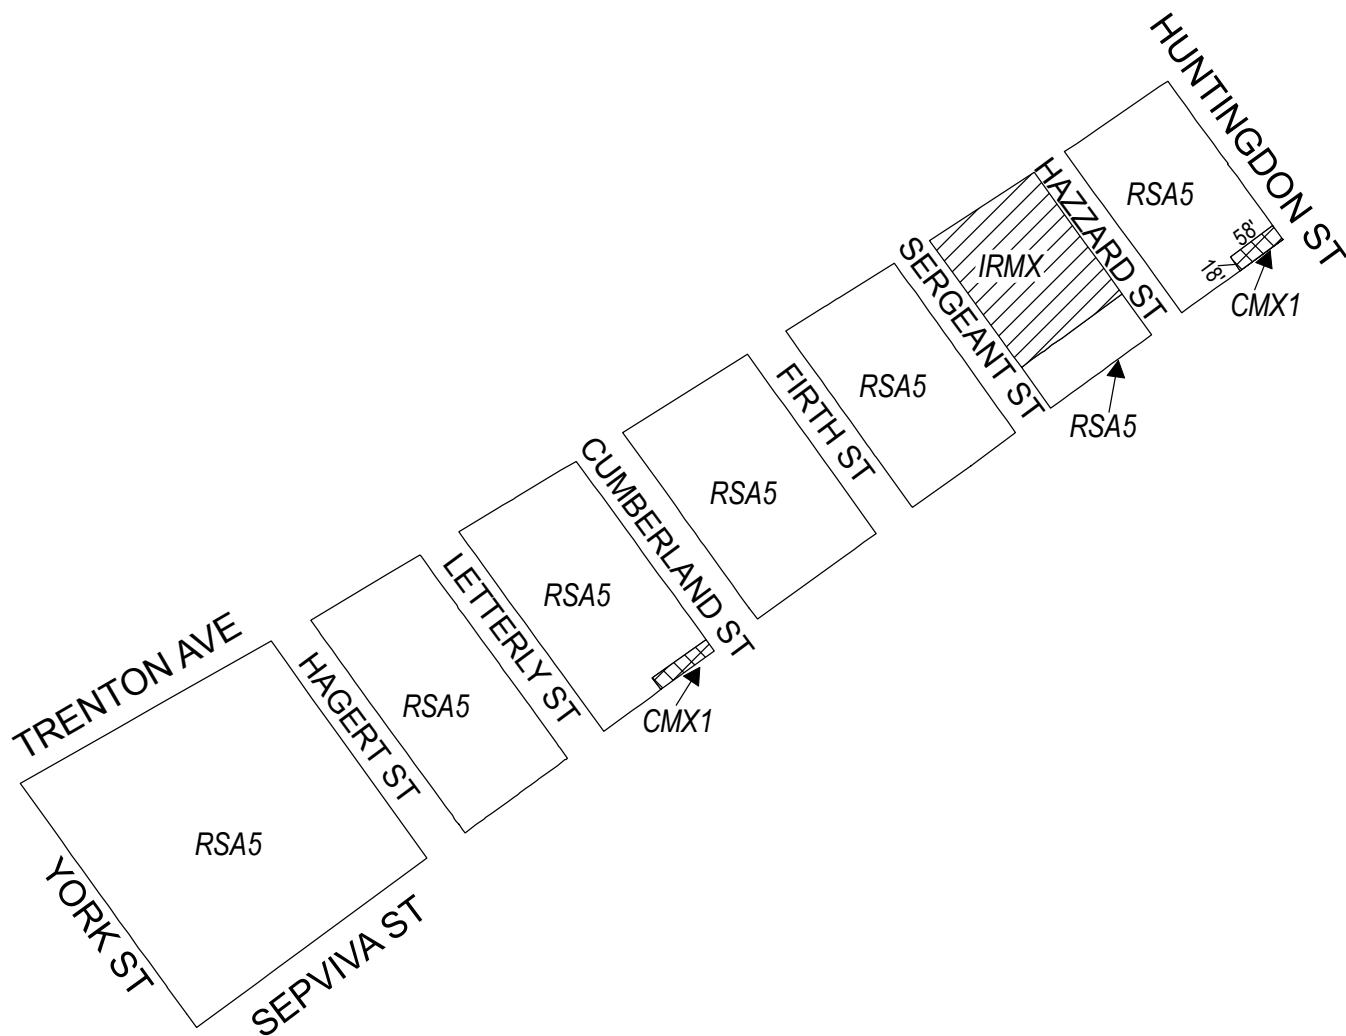 HUNTINGDON ST
RSA5
58'
18'
CMX1
HAZZARD ST
IRMX
RSA5
SERGEANT ST
RSA5
FIRTH ST
RSA5
CUMBERLAND ST
RSA5
CMX1
LETTERLY ST
RSA5
HAGERT ST
TRENTON AVE
RSA5
YORK ST
SEPVIVA ST